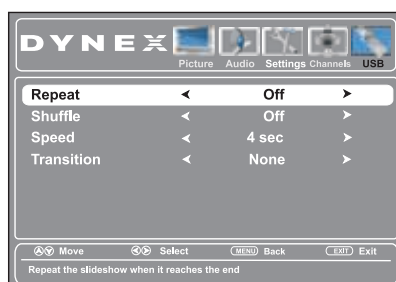 DYNEX
Picture Audio Settings Channels USB
Repeat Off
Shuffle Off
Speed 4 sec
Transition None
Move Select MENU Back EXIT Exit
Repeat the slideshow when it reaches the end